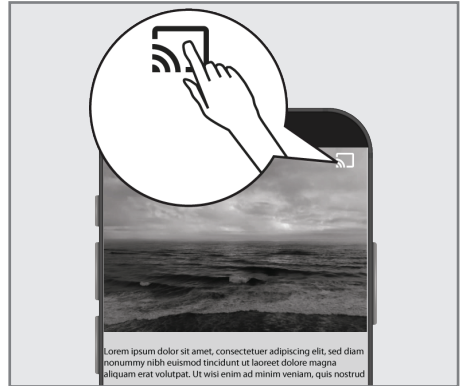 Lorem ipsum dolor sit amet, consectetuer adipiscing elit, sed diam
nonummy nibh euismod tincidunt ut laoreet dolore magna
aliquam erat volutpat. Ut wisi enim ad minim veniam, quis nostrud